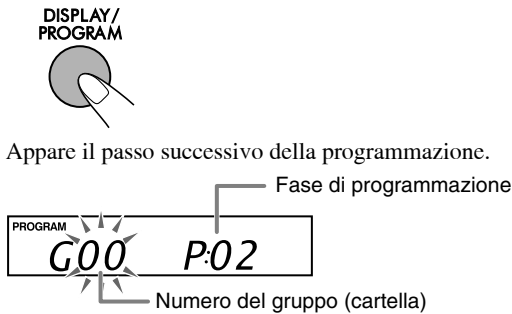 DISPLAY/
PROGRAM
Appare il passo successivo della programmazione.
Fase di programmazione
PROGRAM
G00 P:02
Numero del gruppo (cartella)